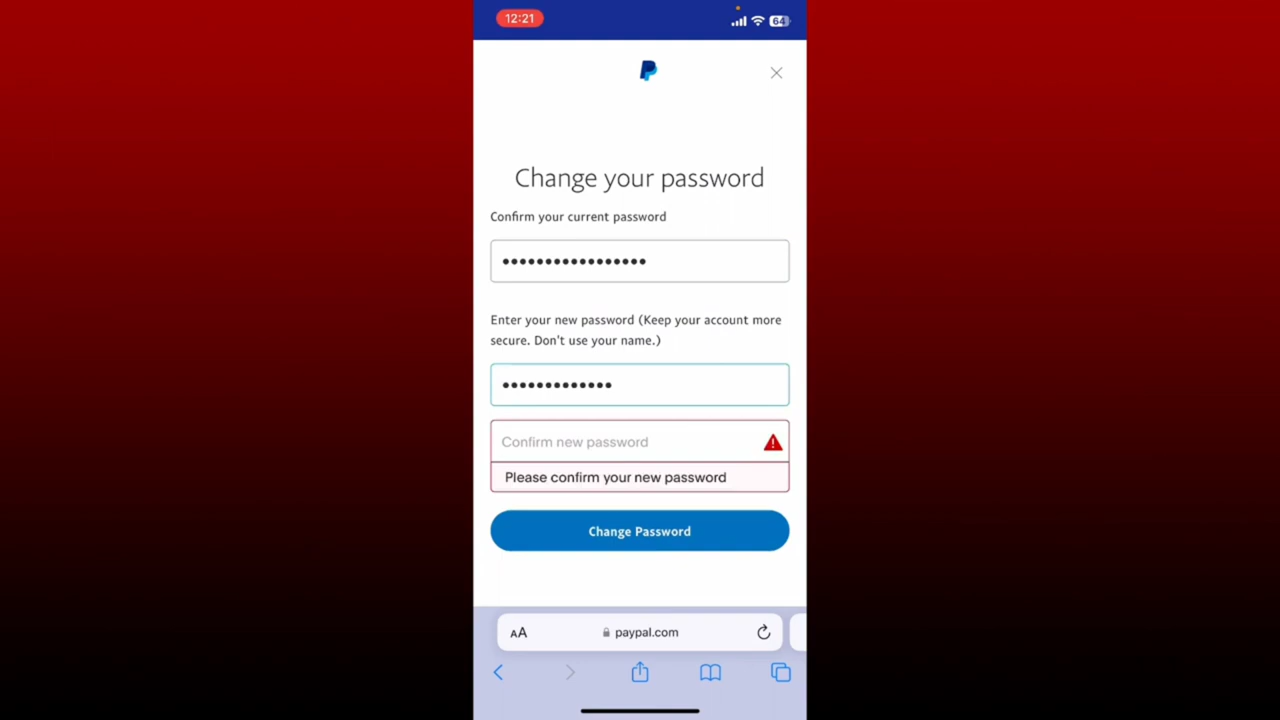 12:21
64
Change your password
Confirm your current password
•••••••••••••••••
Enter your new password (Keep your account more
secure. Don't use your name.)
•••••••••••••
Confirm new password
Please confirm your new password
Change Password
AA
paypal.com